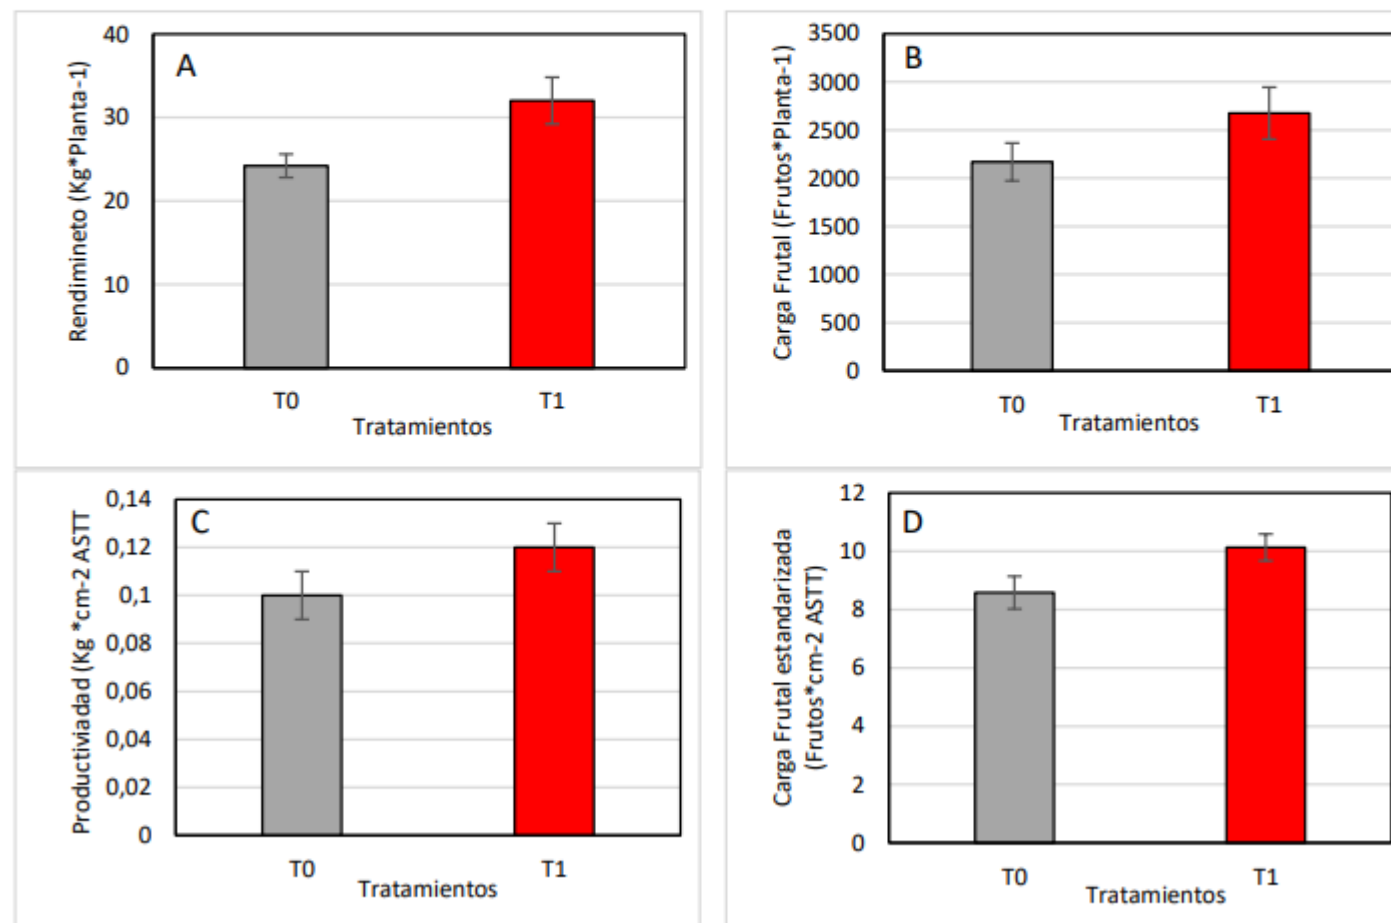 A
Rendimineto (Kg*Planta-1)
40
30
20
10
0
T0
T1
Tratamientos
B
Carga Frutal (Frutos*Planta-1)
3500
3000
2500
2000
1500
1000
500
0
T0
T1
Tratamientos
C
Productiviadad (Kg *cm-2 ASTT
0,14
0,12
0,1
0,08
0,06
0,04
0,02
0
T0
T1
Tratamientos
D
Carga Frutal estandarizada
(Frutos*cm-2 ASTT)
12
10
8
6
4
2
0
T0
T1
Tratamientos